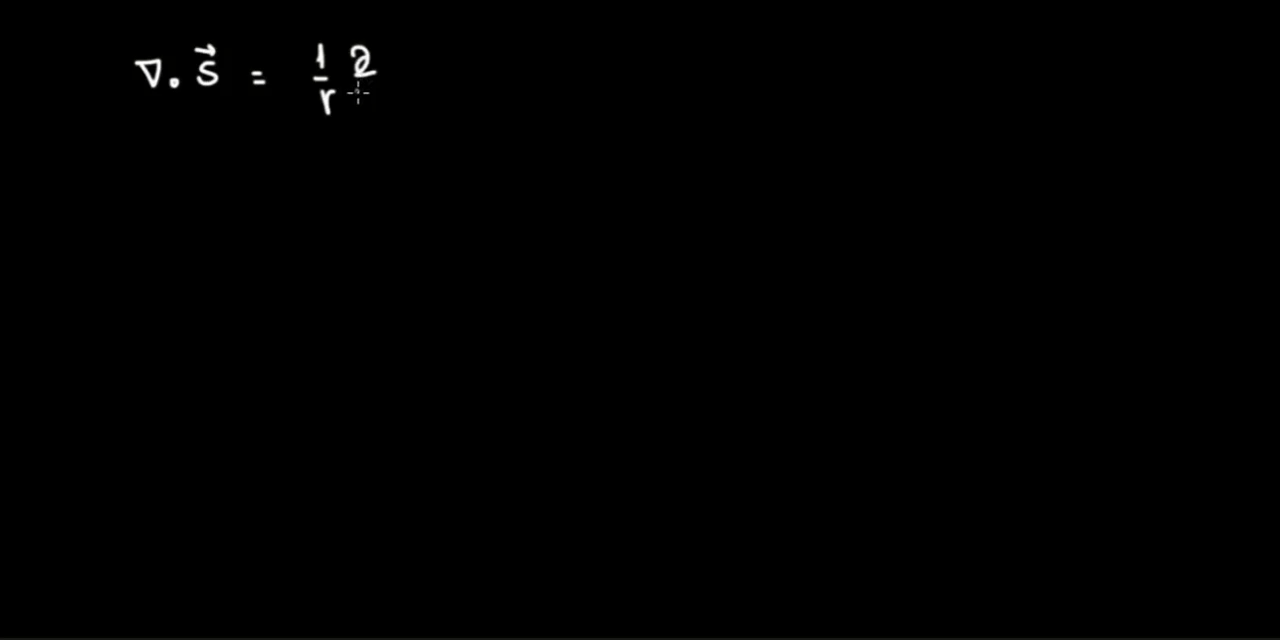 ∇. s⃗ = 1/r ∂